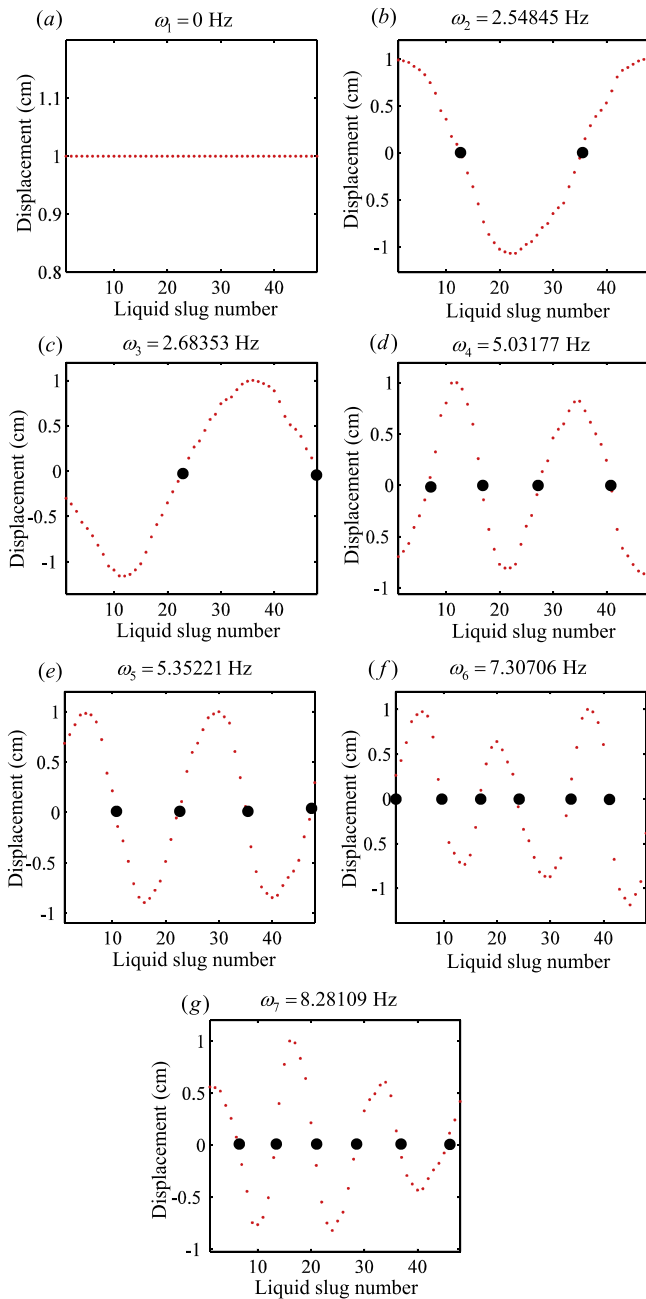 (a)
ω1 = 0 Hz
1.1
1
0.9
0.8
Displacement (cm)
10 20 30 40
Liquid slug number
(b)
ω2 = 2.54845 Hz
1
0.5
0
0.5
-1
Displacement (cm)
10 20 30 40
Liquid slug number
(c)
ω3 = 2.68353 Hz
1
0.5
0
-0.5
-1
Displacement (cm)
10 20 30 40
Liquid slug number
(d)
ω4 = 5.03177 Hz
1
0.5
0
-0.5
-1
Displacement (cm)
10 20 30 40
Liquid slug number
(e)
ω5 = 5.35221 Hz
1
0.5
0
-0.5
-1
Displacement (cm)
10 20 30 40
Liquid slug number
(f)
ω6 = 7.30706 Hz
1
0.5
0
-0.5
-1
Displacement (cm)
10 20 30 40
Liquid slug number
(g)
ω7 = 8.28109 Hz
1
0.5
0
-0.5
-1
Displacement (cm)
10 20 30 40
Liquid slug number